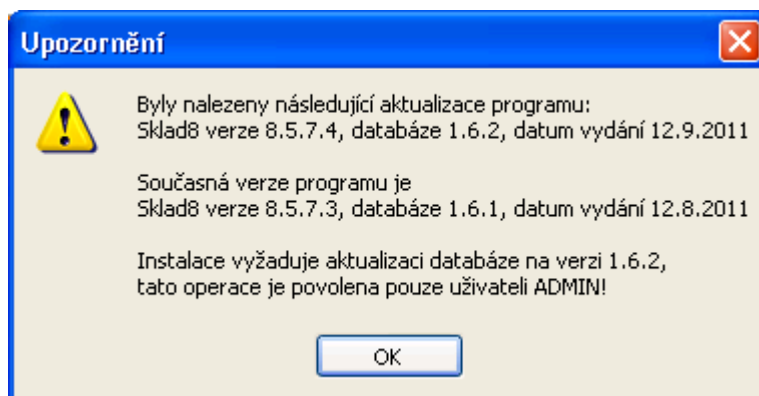 Upozornění
Byly nalezeny následující aktualizace programu:
Sklad8 verze 8.5.7.4, databáze 1.6.2, datum vydání 12.9.2011
Současná verze programu je
Sklad8 verze 8.5.7.3, databáze 1.6.1, datum vydání 12.8.2011
Instalace vyžaduje aktualizaci databáze na verzi 1.6.2,
tato operace je povolena pouze uživateli ADMIN!
OK